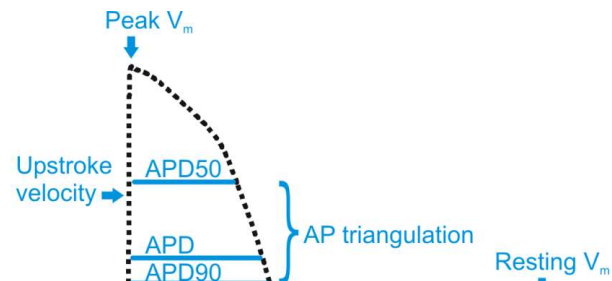 Peak Vm
Upstroke
velocity
APD50
AP triangulation
APD
APD90
Resting Vm